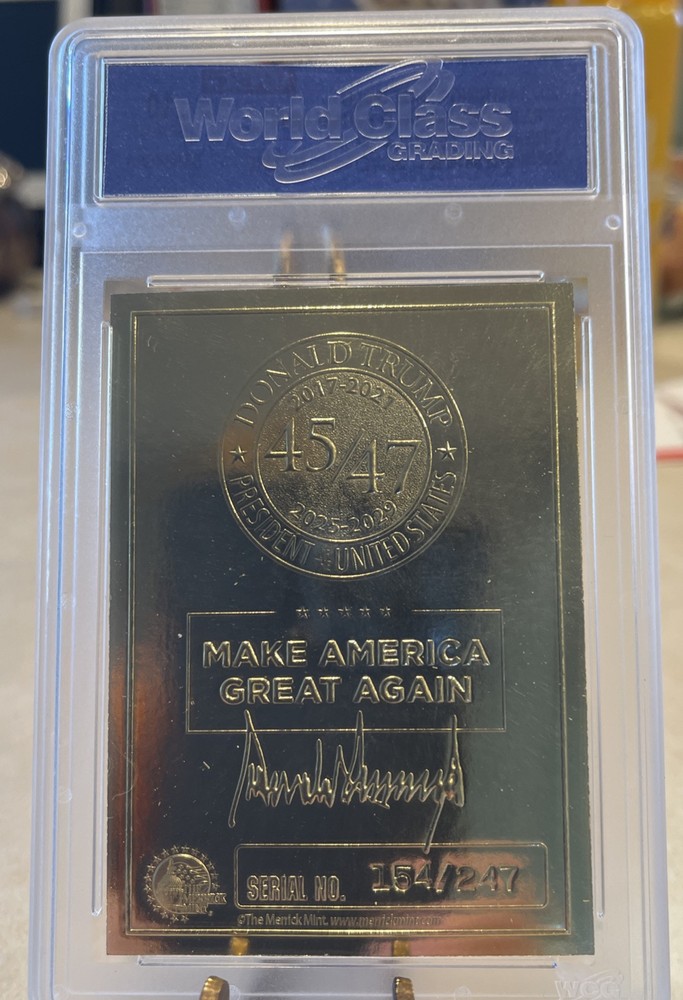 World Class
GRADING
DONALD TRUMP
2017-2021
45/47
2025-2029
PRESIDENT UNITED STATES
MAKE AMERICA
GREAT AGAIN
SERIAL NO. 154/247
©The Merrick Mint. www.merrickmint.com
WCG